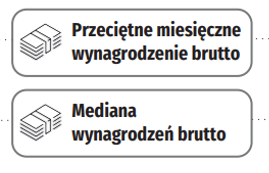 Przeciętne miesięczne
wynagrodzenie brutto
Mediana
wynagrodzeń brutto